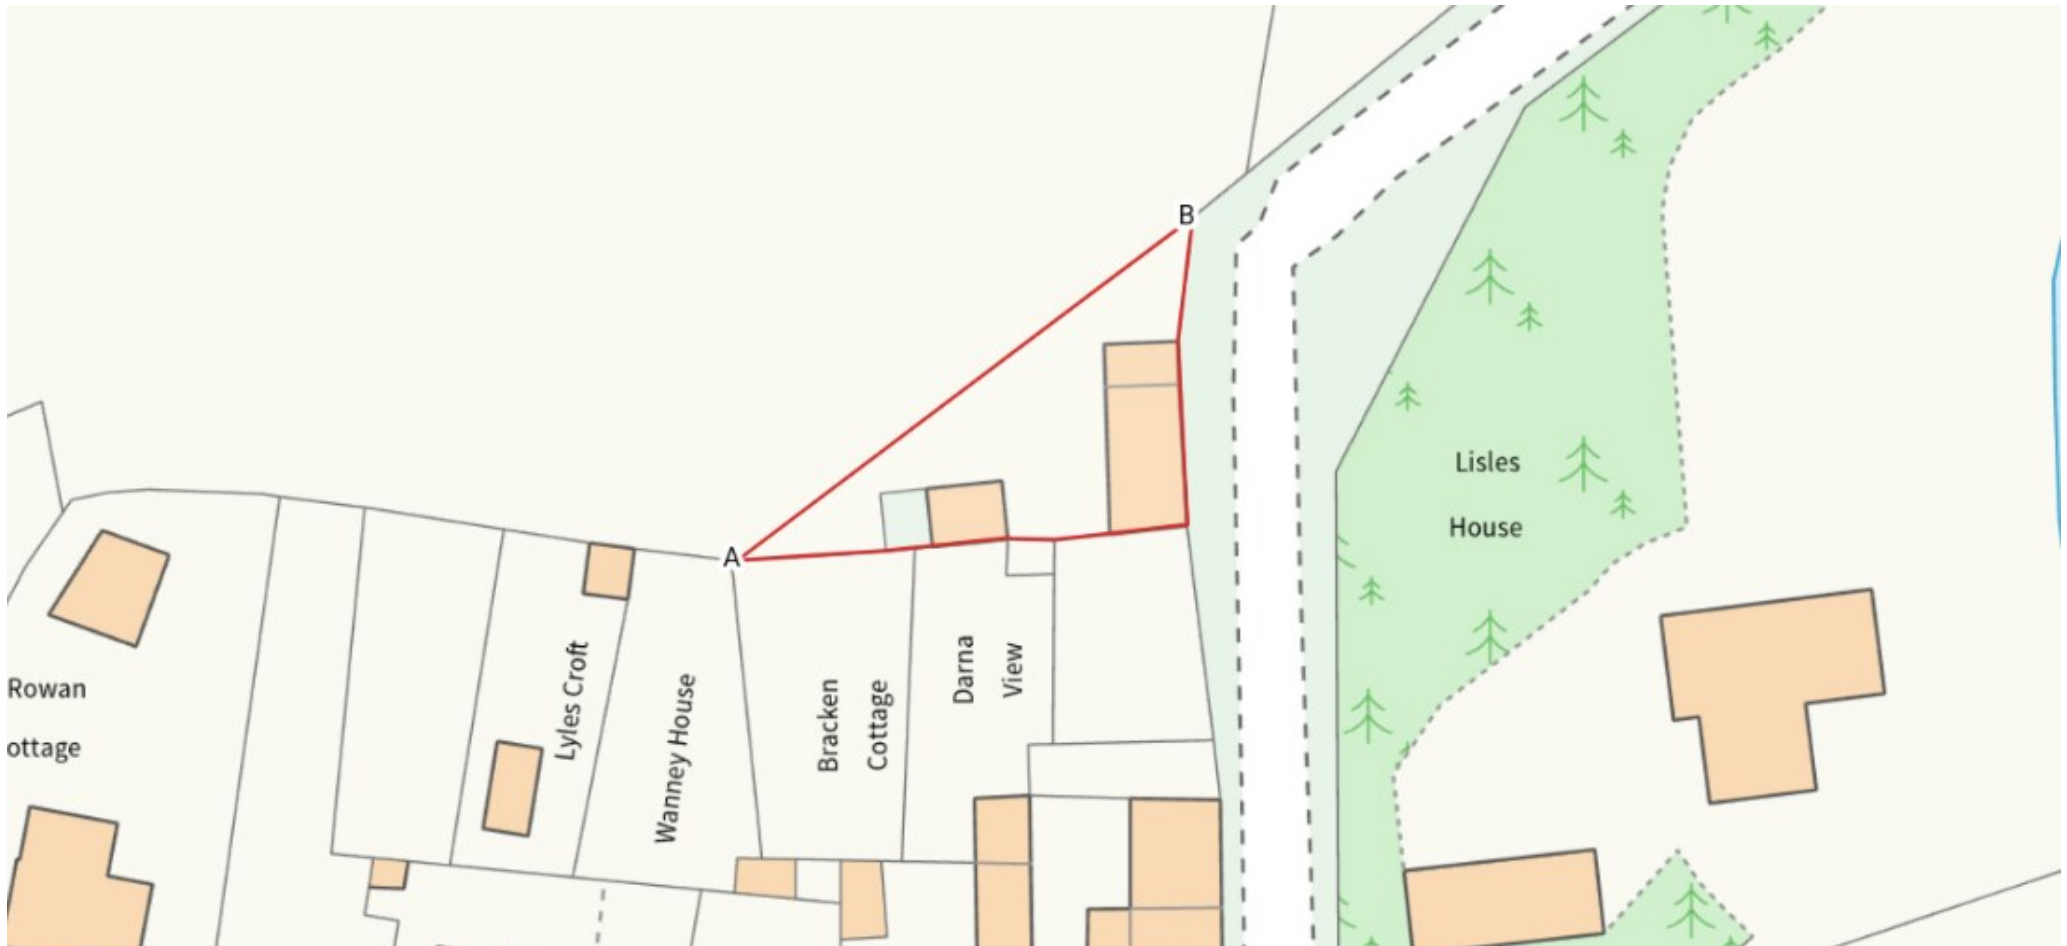 B
Lisles
House
A
Rowan
ottage
Lyles Croft
Wanney House
Bracken
Cottage
Darna
View